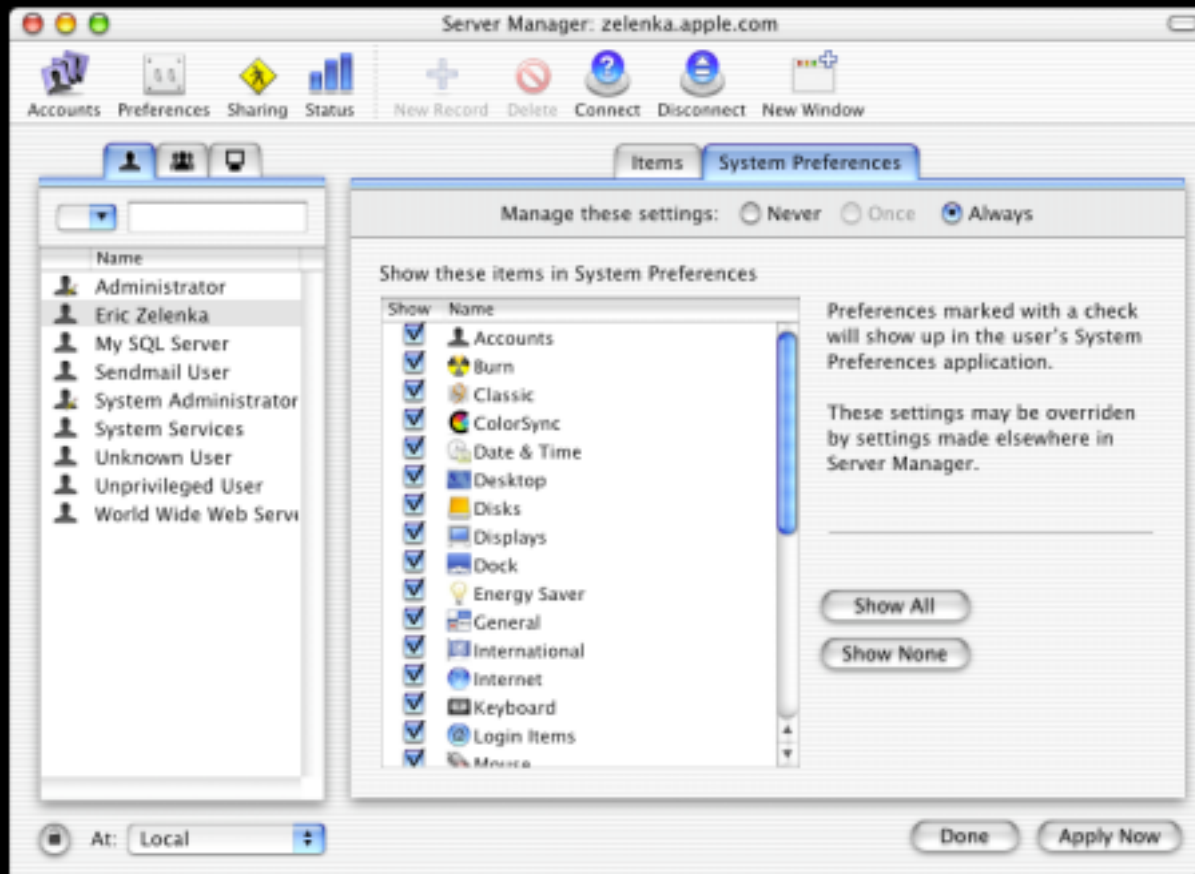 Server Manager: zelenka.apple.com
Accounts Preferences Sharing Status New Record Delete Connect Disconnect New Window
Items System Preferences
Manage these settings: Never Once Always
Name
Administrator
Eric Zelenka
My SQL Server
Sendmail User
System Administrator
System Services
Unknown User
Unprivileged User
World Wide Web Serve
Show these items in System Preferences
Show Name
Accounts
Burn
Classic
ColorSync
Date & Time
Desktop
Disks
Displays
Dock
Energy Saver
General
International
Internet
Keyboard
Login Items
Mouse
Preferences marked with a check
will show up in the user's System
Preferences application.
These settings may be overriden
by settings made elsewhere in
Server Manager.
Show All
Show None
At: Local
Done Apply Now